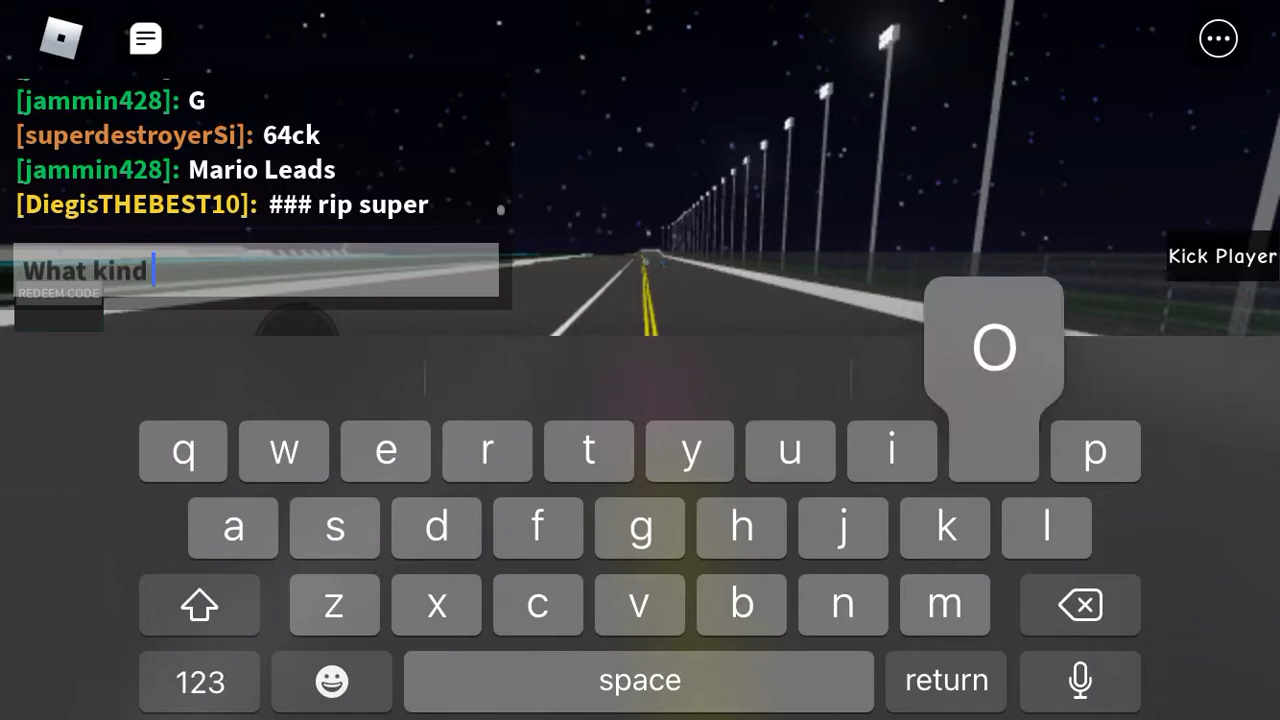 [jammin428]: G
[superdestroyerSi]: 64ck
[jammin428]: Mario Leads
[DiegisTHEBEST10]: ### rip super
What kind
REDEEM CODE
Kick Player
O
q w e r t y u i p
a s d f g h j k l
z x c v b n m
123 space return